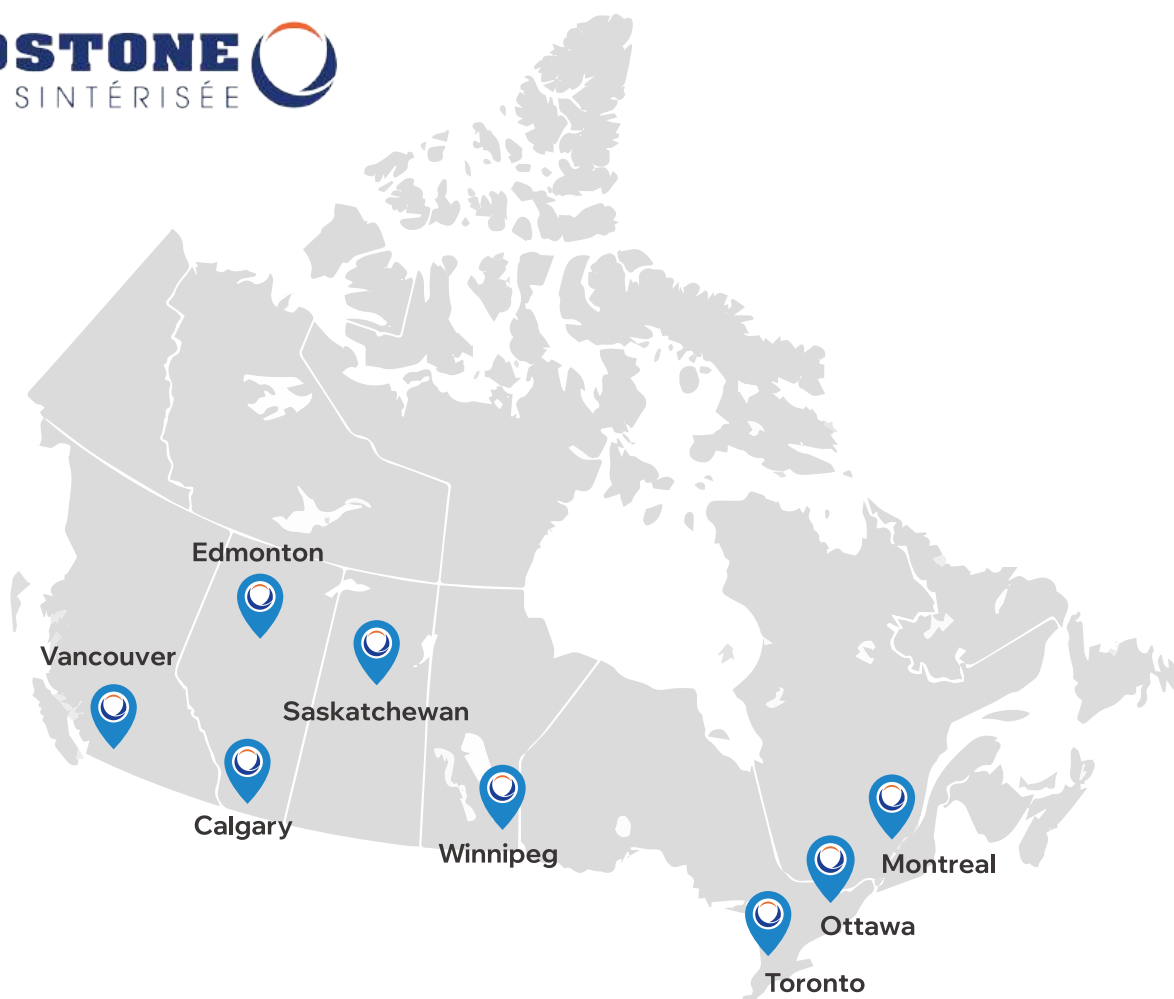 OSTONE
SINTÉRISÉE
Edmonton
Vancouver
Saskatchewan
Calgary
Winnipeg
Montreal
Ottawa
Toronto